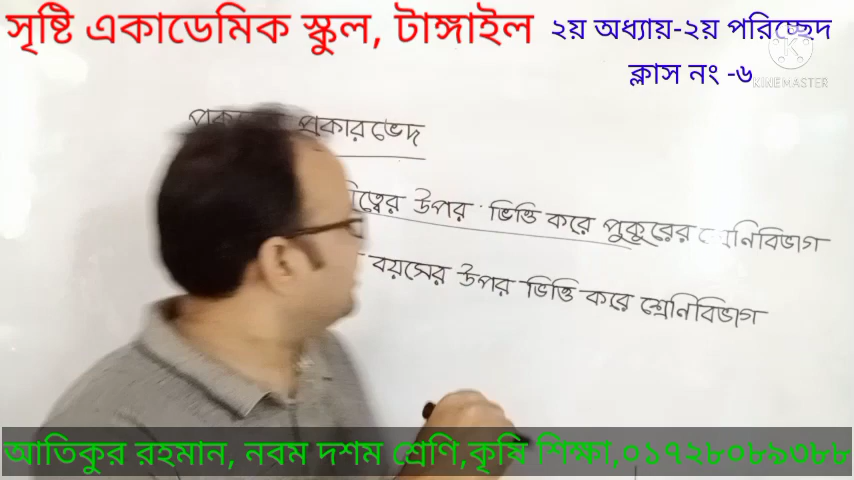 সৃষ্টি একাডেমিক স্কুল, টাঙ্গাইল
২য় অধ্যায়-২য় পরিচ্ছেদ
ক্লাস নং -৬
KINEMASTER
প্রকারভেদ
উপর ভিত্তি করে পুকুরের শ্রেণিবিভাগ
বয়সের উপর ভিত্তি করে শ্রেণিবিভাগ
আতিকুর রহমান, নবম দশম শ্রেণি,কৃষি শিক্ষা,০১৭২৮০৮৯৩৮৮